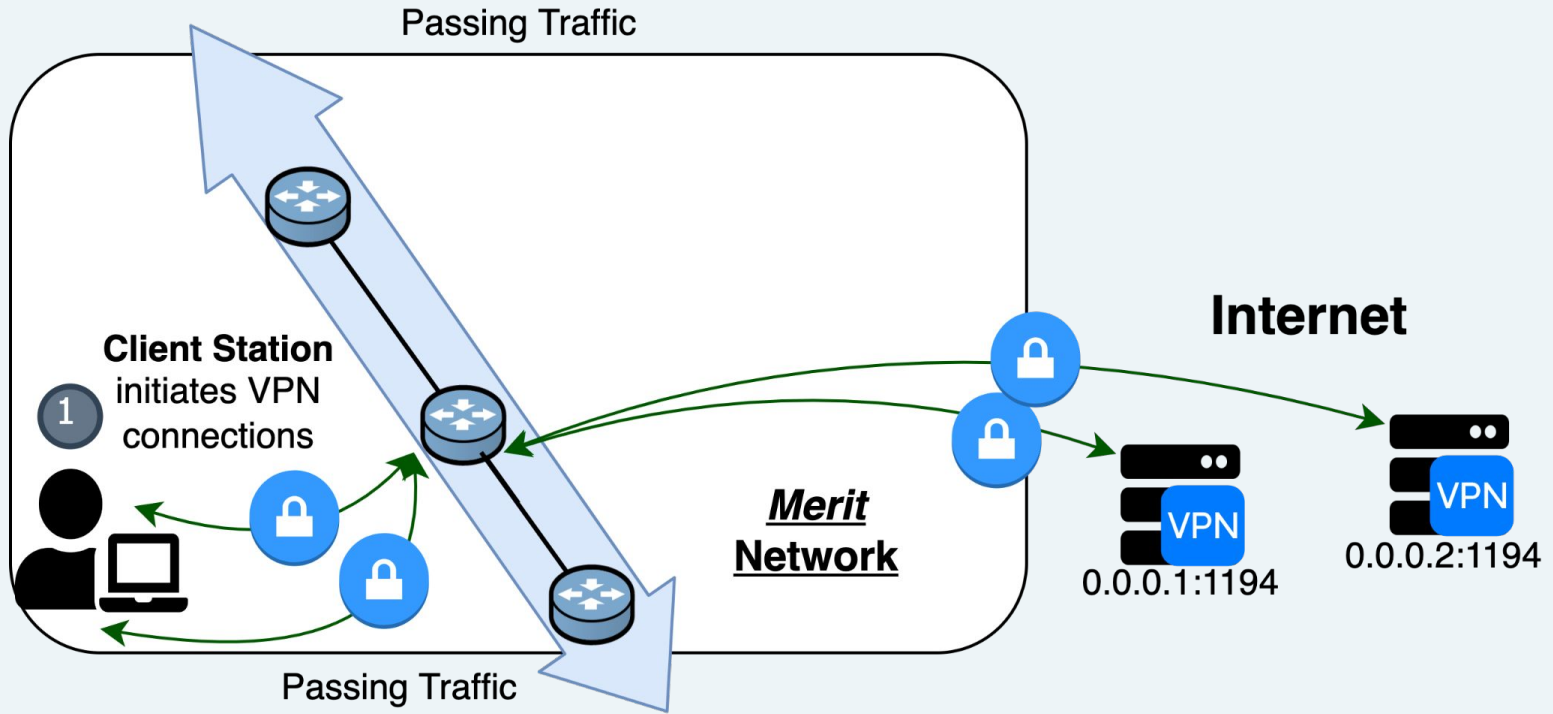 Passing Traffic
Internet
Client Station
initiates VPN
connections
1
Merit
Network
VPN
0.0.0.1:1194
VPN
0.0.0.2:1194
Passing Traffic